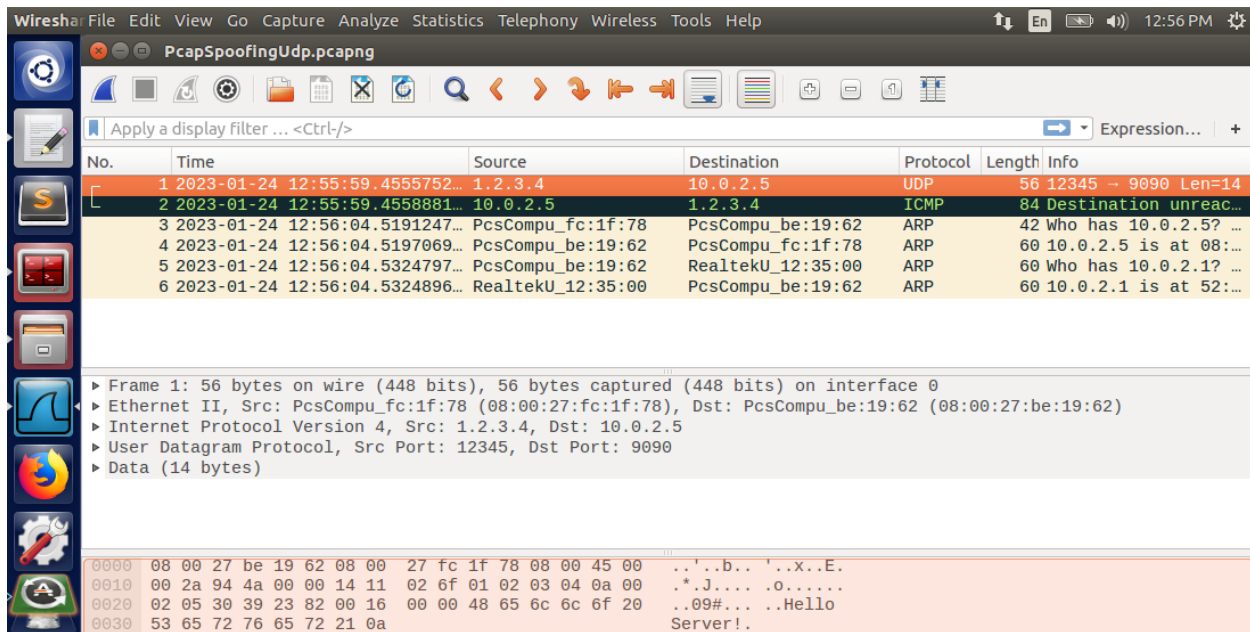 Wireshar File Edit View Go Capture Analyze Statistics Telephony Wireless Tools Help En 12:56 PM
PcapSpoofingUdp.pcapng
Apply a display filter ... <Ctrl-/> Expression... +
No. Time Source Destination Protocol Length Info
1 2023-01-24 12:55:59.4555752… 1.2.3.4 10.0.2.5 UDP 56 12345 → 9090 Len=14
2 2023-01-24 12:55:59.4558881… 10.0.2.5 1.2.3.4 ICMP 84 Destination unreac…
3 2023-01-24 12:56:04.5191247… PcsCompu_fc:1f:78 PcsCompu_be:19:62 ARP 42 Who has 10.0.2.5? …
4 2023-01-24 12:56:04.5197069… PcsCompu_be:19:62 PcsCompu_fc:1f:78 ARP 60 10.0.2.5 is at 08:…
5 2023-01-24 12:56:04.5324797… PcsCompu_be:19:62 RealtekU_12:35:00 ARP 60 Who has 10.0.2.1? …
6 2023-01-24 12:56:04.5324896… RealtekU_12:35:00 PcsCompu_be:19:62 ARP 60 10.0.2.1 is at 52:…
Frame 1: 56 bytes on wire (448 bits), 56 bytes captured (448 bits) on interface 0
Ethernet II, Src: PcsCompu_fc:1f:78 (08:00:27:fc:1f:78), Dst: PcsCompu_be:19:62 (08:00:27:be:19:62)
Internet Protocol Version 4, Src: 1.2.3.4, Dst: 10.0.2.5
User Datagram Protocol, Src Port: 12345, Dst Port: 9090
Data (14 bytes)
0000 08 00 27 be 19 62 08 00 27 fc 1f 78 08 00 45 00 ..'..b.. '..x..E.
0010 00 2a 94 4a 00 00 14 11 02 6f 01 02 03 04 0a 00 .*.J.... .o......
0020 02 05 30 39 23 82 00 16 00 00 48 65 6c 6c 6f 20 ..09#... ..Hello
0030 53 65 72 76 65 72 21 0a Server!.